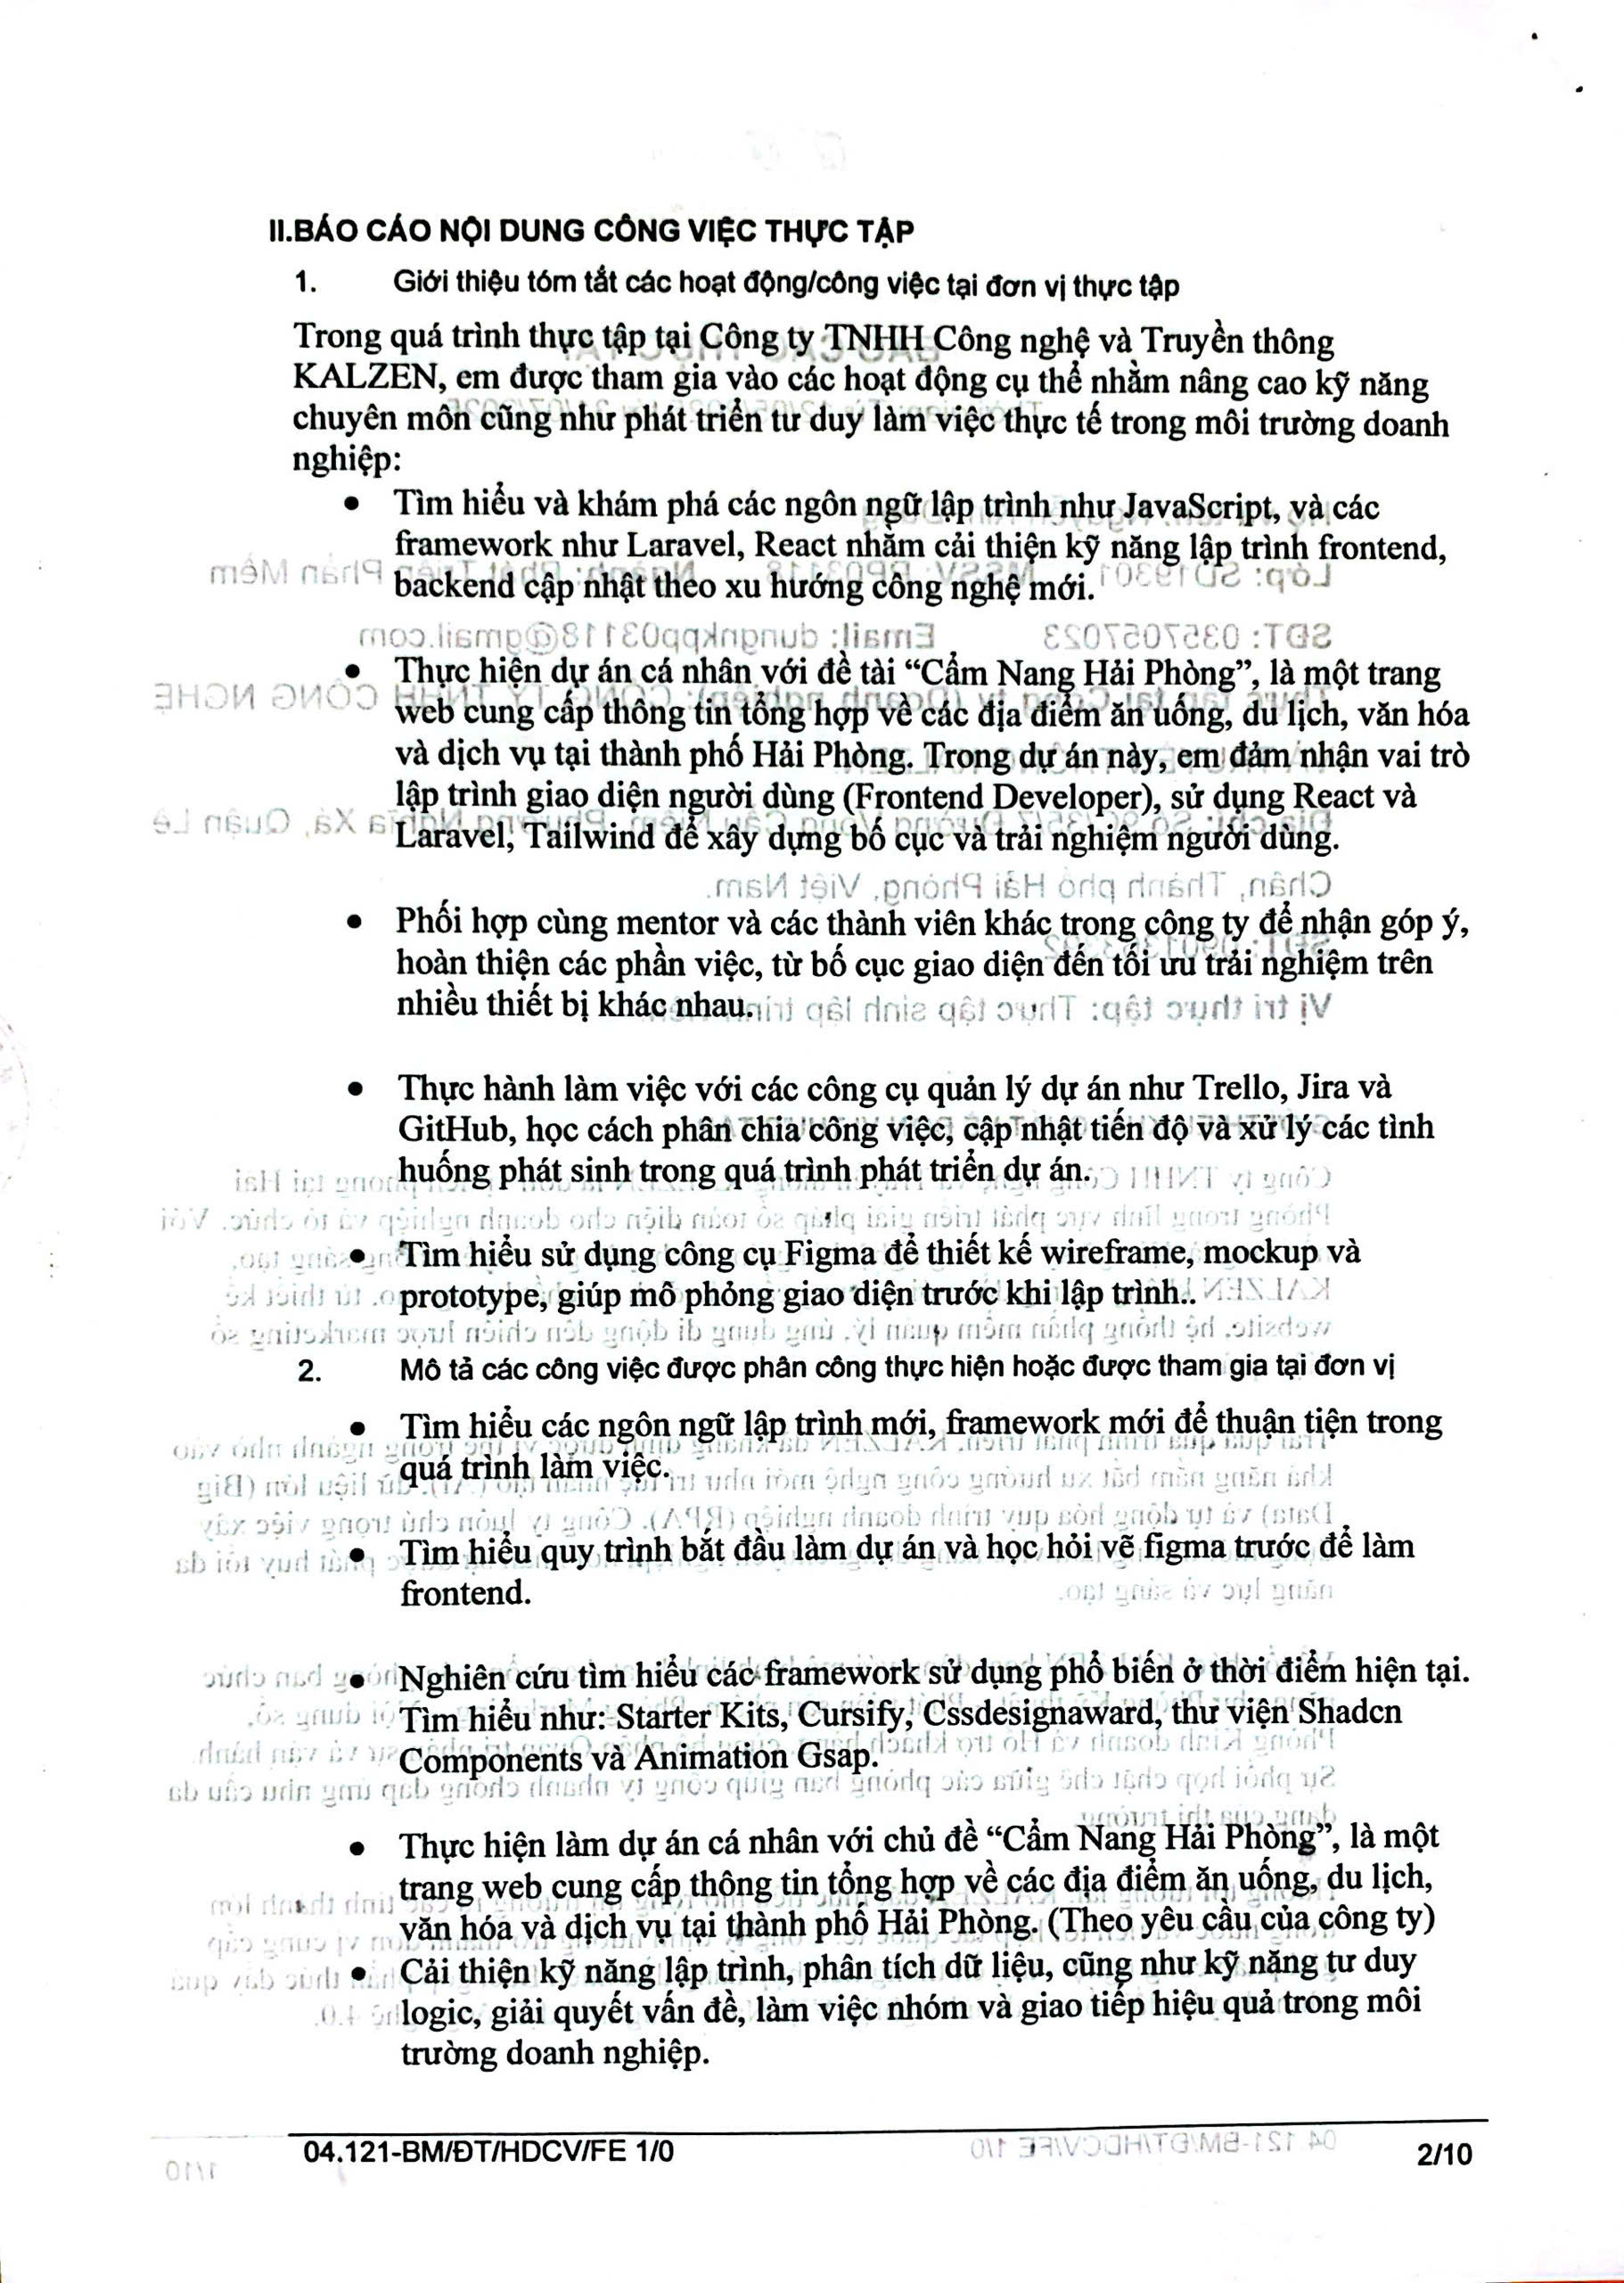 II.BÁO CÁO NỘI DUNG CÔNG VIỆC THỰC TẬP
1. Giới thiệu tóm tắt các hoạt động/công việc tại đơn vị thực tập
Trong quá trình thực tập tại Công ty TNHH Công nghệ và Truyền thông
KALZEN, em được tham gia vào các hoạt động cụ thể nhằm nâng cao kỹ năng
chuyên môn cũng như phát triển tư duy làm việc thực tế trong môi trường doanh
nghiệp:
• Tìm hiểu và khám phá các ngôn ngữ lập trình như JavaScript, và các
framework như Laravel, React nhằm cải thiện kỹ năng lập trình frontend,
backend cập nhật theo xu hướng công nghệ mới.
• Thực hiện dự án cá nhân với đề tài “Cẩm Nang Hải Phòng”, là một trang
web cung cấp thông tin tổng hợp về các địa điểm ăn uống, du lịch, văn hóa
và dịch vụ tại thành phố Hải Phòng. Trong dự án này, em đảm nhận vai trò
lập trình giao diện người dùng (Frontend Developer), sử dụng React và
Laravel, Tailwind để xây dựng bố cục và trải nghiệm người dùng.
• Phối hợp cùng mentor và các thành viên khác trong công ty để nhận góp ý,
hoàn thiện các phần việc, từ bố cục giao diện đến tối ưu trải nghiệm trên
nhiều thiết bị khác nhau.
• Thực hành làm việc với các công cụ quản lý dự án như Trello, Jira và
GitHub, học cách phân chia công việc, cập nhật tiến độ và xử lý các tình
huống phát sinh trong quá trình phát triển dự án.
• Tìm hiểu sử dụng công cụ Figma để thiết kế wireframe, mockup và
prototype, giúp mô phỏng giao diện trước khi lập trình..
2. Mô tả các công việc được phân công thực hiện hoặc được tham gia tại đơn vị
• Tìm hiểu các ngôn ngữ lập trình mới, framework mới để thuận tiện trong
quá trình làm việc.
• Tìm hiểu quy trình bắt đầu làm dự án và học hỏi vẽ figma trước để làm
frontend.
• Nghiên cứu tìm hiểu các framework sử dụng phổ biến ở thời điểm hiện tại.
Tìm hiểu như: Starter Kits, Cursify, Cssdesignaward, thư viện Shadcn
Components và Animation Gsap.
• Thực hiện làm dự án cá nhân với chủ đề “Cẩm Nang Hải Phòng”, là một
trang web cung cấp thông tin tổng hợp về các địa điểm ăn uống, du lịch,
văn hóa và dịch vụ tại thành phố Hải Phòng. (Theo yêu cầu của công ty)
• Cải thiện kỹ năng lập trình, phân tích dữ liệu, cũng như kỹ năng tư duy
logic, giải quyết vấn đề, làm việc nhóm và giao tiếp hiệu quả trong môi
trường doanh nghiệp.
04.121-BM/ĐT/HDCV/FE 1/0 2/10